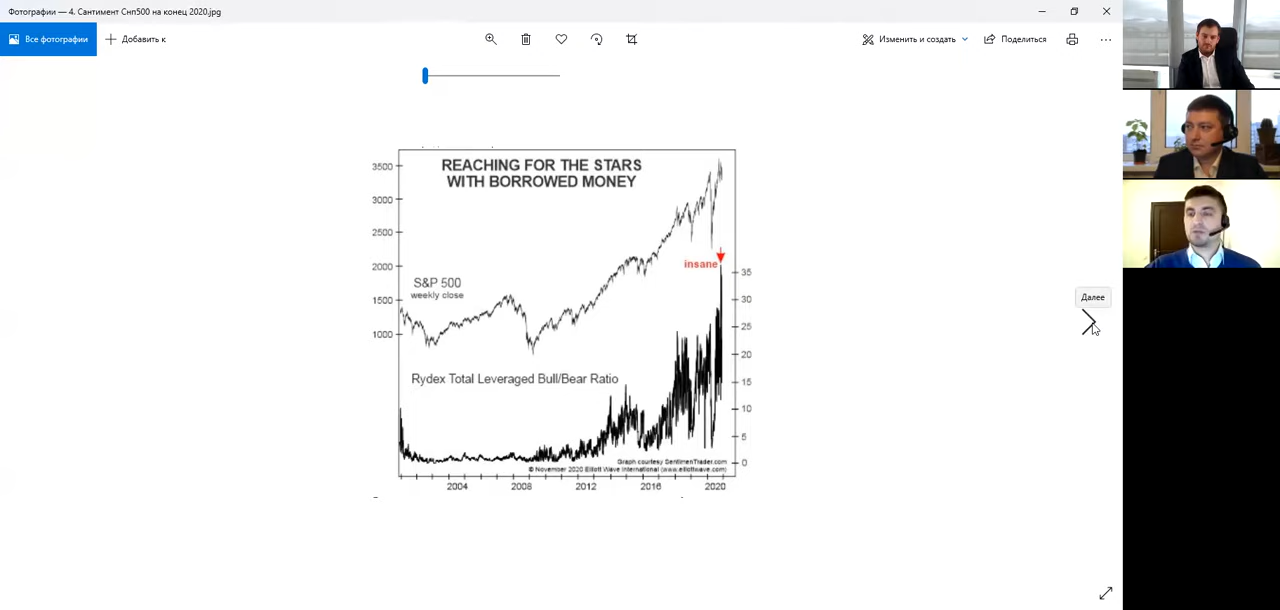 Фотографии — 4. Сантимент Снп500 на конец 2020.jpg
Все фотографии
Добавить к
Изменить и создать
Поделиться
REACHING FOR THE STARS
WITH BORROWED MONEY
3500
3000
2500
2000
1500
1000
insane
S&P 500
weekly close
35
30
25
20
15
10
5
0
Rydex Total Leveraged Bull/Bear Ratio
Graph courtesy SentimenTrader.com
© November 2020 Elliott Wave International (www.elliottwave.com)
2004 2008 2012 2016 2020
Далее